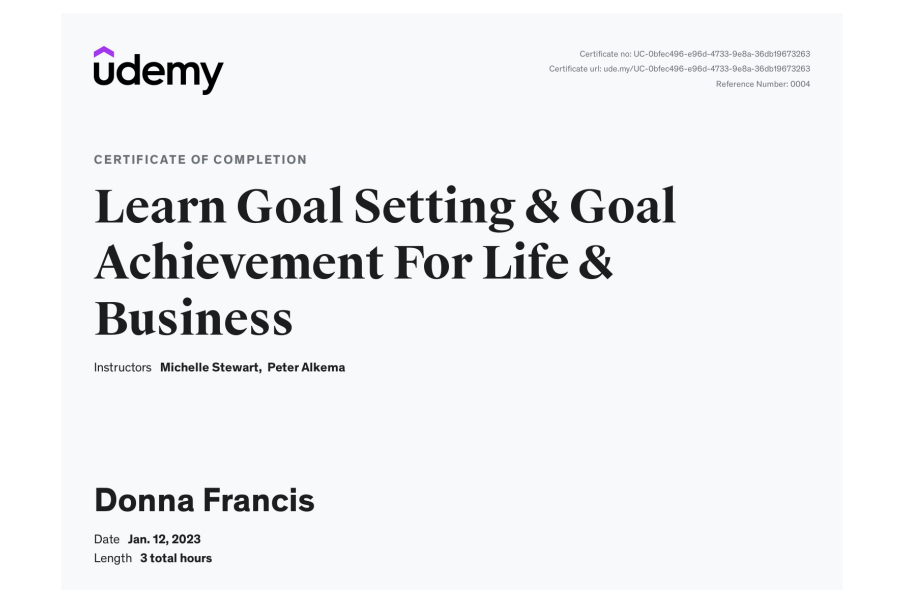 udemy
Certificate no: UC-0bfec496-e96d-4733-9e8a-36db19673263
Certificate url: ude.my/UC-0bfec496-e96d-4733-9e8a-36db19673263
Reference Number: 0004
CERTIFICATE OF COMPLETION
Learn Goal Setting & Goal
Achievement For Life &
Business
Instructors Michelle Stewart, Peter Alkema
Donna Francis
Date Jan. 12, 2023
Length 3 total hours